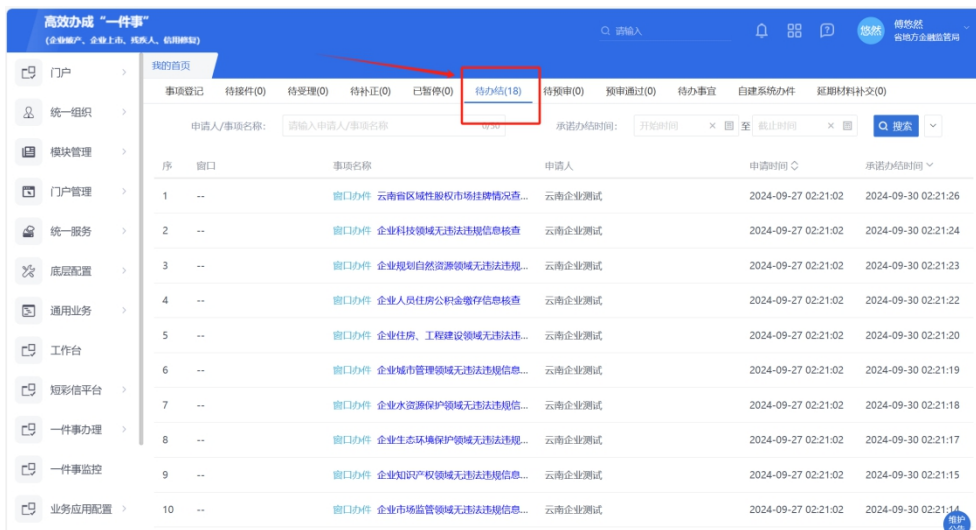 高效办成“一件事”
(企业破产、企业上市、残疾人、信用修复)
请输入
悠然
傅悠然
省地方金融监管局
门户
统一组织
模块管理
门户管理
统一服务
底层配置
通用业务
工作台
短彩信平台
一件事办理
一件事监控
业务应用配置
我的首页
事项登记 待接件(0) 待受理(0) 待补正(0) 已暂停(0) 待办结(18) 待预审(0) 预审通过(0) 待办事宜 自建系统办件 延期材料补交(0)
申请人/事项名称: 请输入申请人/事项名称 0/50 承诺办结时间: 开始时间 至 截止时间 搜索
序 窗口 事项名称 申请人 申请时间 承诺办结时间
1 -- 窗口办件 云南省区域性股权市场挂牌情况查... 云南企业测试 2024-09-27 02:21:02 2024-09-30 02:21:26
2 -- 窗口办件 企业科技领域无违法违规信息核查 云南企业测试 2024-09-27 02:21:02 2024-09-30 02:21:24
3 -- 窗口办件 企业规划自然资源领域无违法违规... 云南企业测试 2024-09-27 02:21:02 2024-09-30 02:21:23
4 -- 窗口办件 企业人员住房公积金缴存信息核查 云南企业测试 2024-09-27 02:21:02 2024-09-30 02:21:22
5 -- 窗口办件 企业住房、工程建设领域无违法违... 云南企业测试 2024-09-27 02:21:02 2024-09-30 02:21:20
6 -- 窗口办件 企业城市管理领域无违法违规信息... 云南企业测试 2024-09-27 02:21:02 2024-09-30 02:21:19
7 -- 窗口办件 企业水资源保护领域无违法违规信... 云南企业测试 2024-09-27 02:21:02 2024-09-30 02:21:18
8 -- 窗口办件 企业生态环境保护领域无违法违规... 云南企业测试 2024-09-27 02:21:02 2024-09-30 02:21:17
9 -- 窗口办件 企业知识产权领域无违法违规信息... 云南企业测试 2024-09-27 02:21:02 2024-09-30 02:21:15
10 -- 窗口办件 企业市场监管领域无违法违规信息... 云南企业测试 2024-09-27 02:21:02 2024-09-30 02:21:14
维护
公告